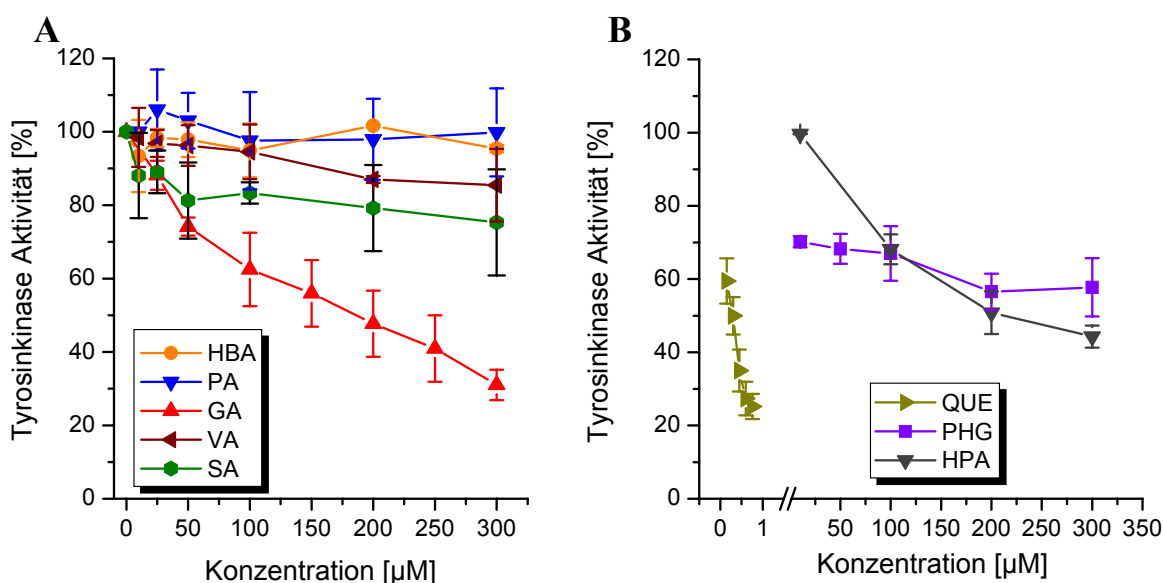 A
Tyrosinkinase Aktivität [%]
120
100
80
60
40
20
0
HBA
PA
GA
VA
SA
0 50 100 150 200 250 300
Konzentration [µM]
B
Tyrosinkinase Aktivität [%]
120
100
80
60
40
20
0
QUE
PHG
HPA
0 1 50 100 150 200 250 300 350
Konzentration [µM]